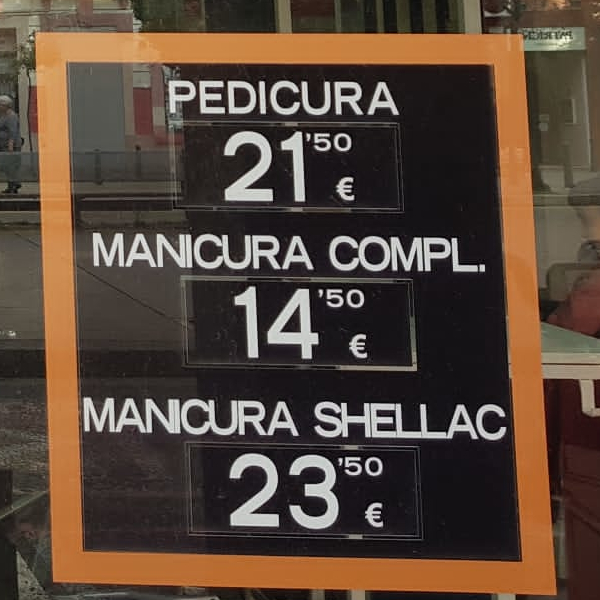 PEDICURA
21'50
€
MANICURA COMPL.
14'50
€
MANICURA SHELLAC
23'50
€